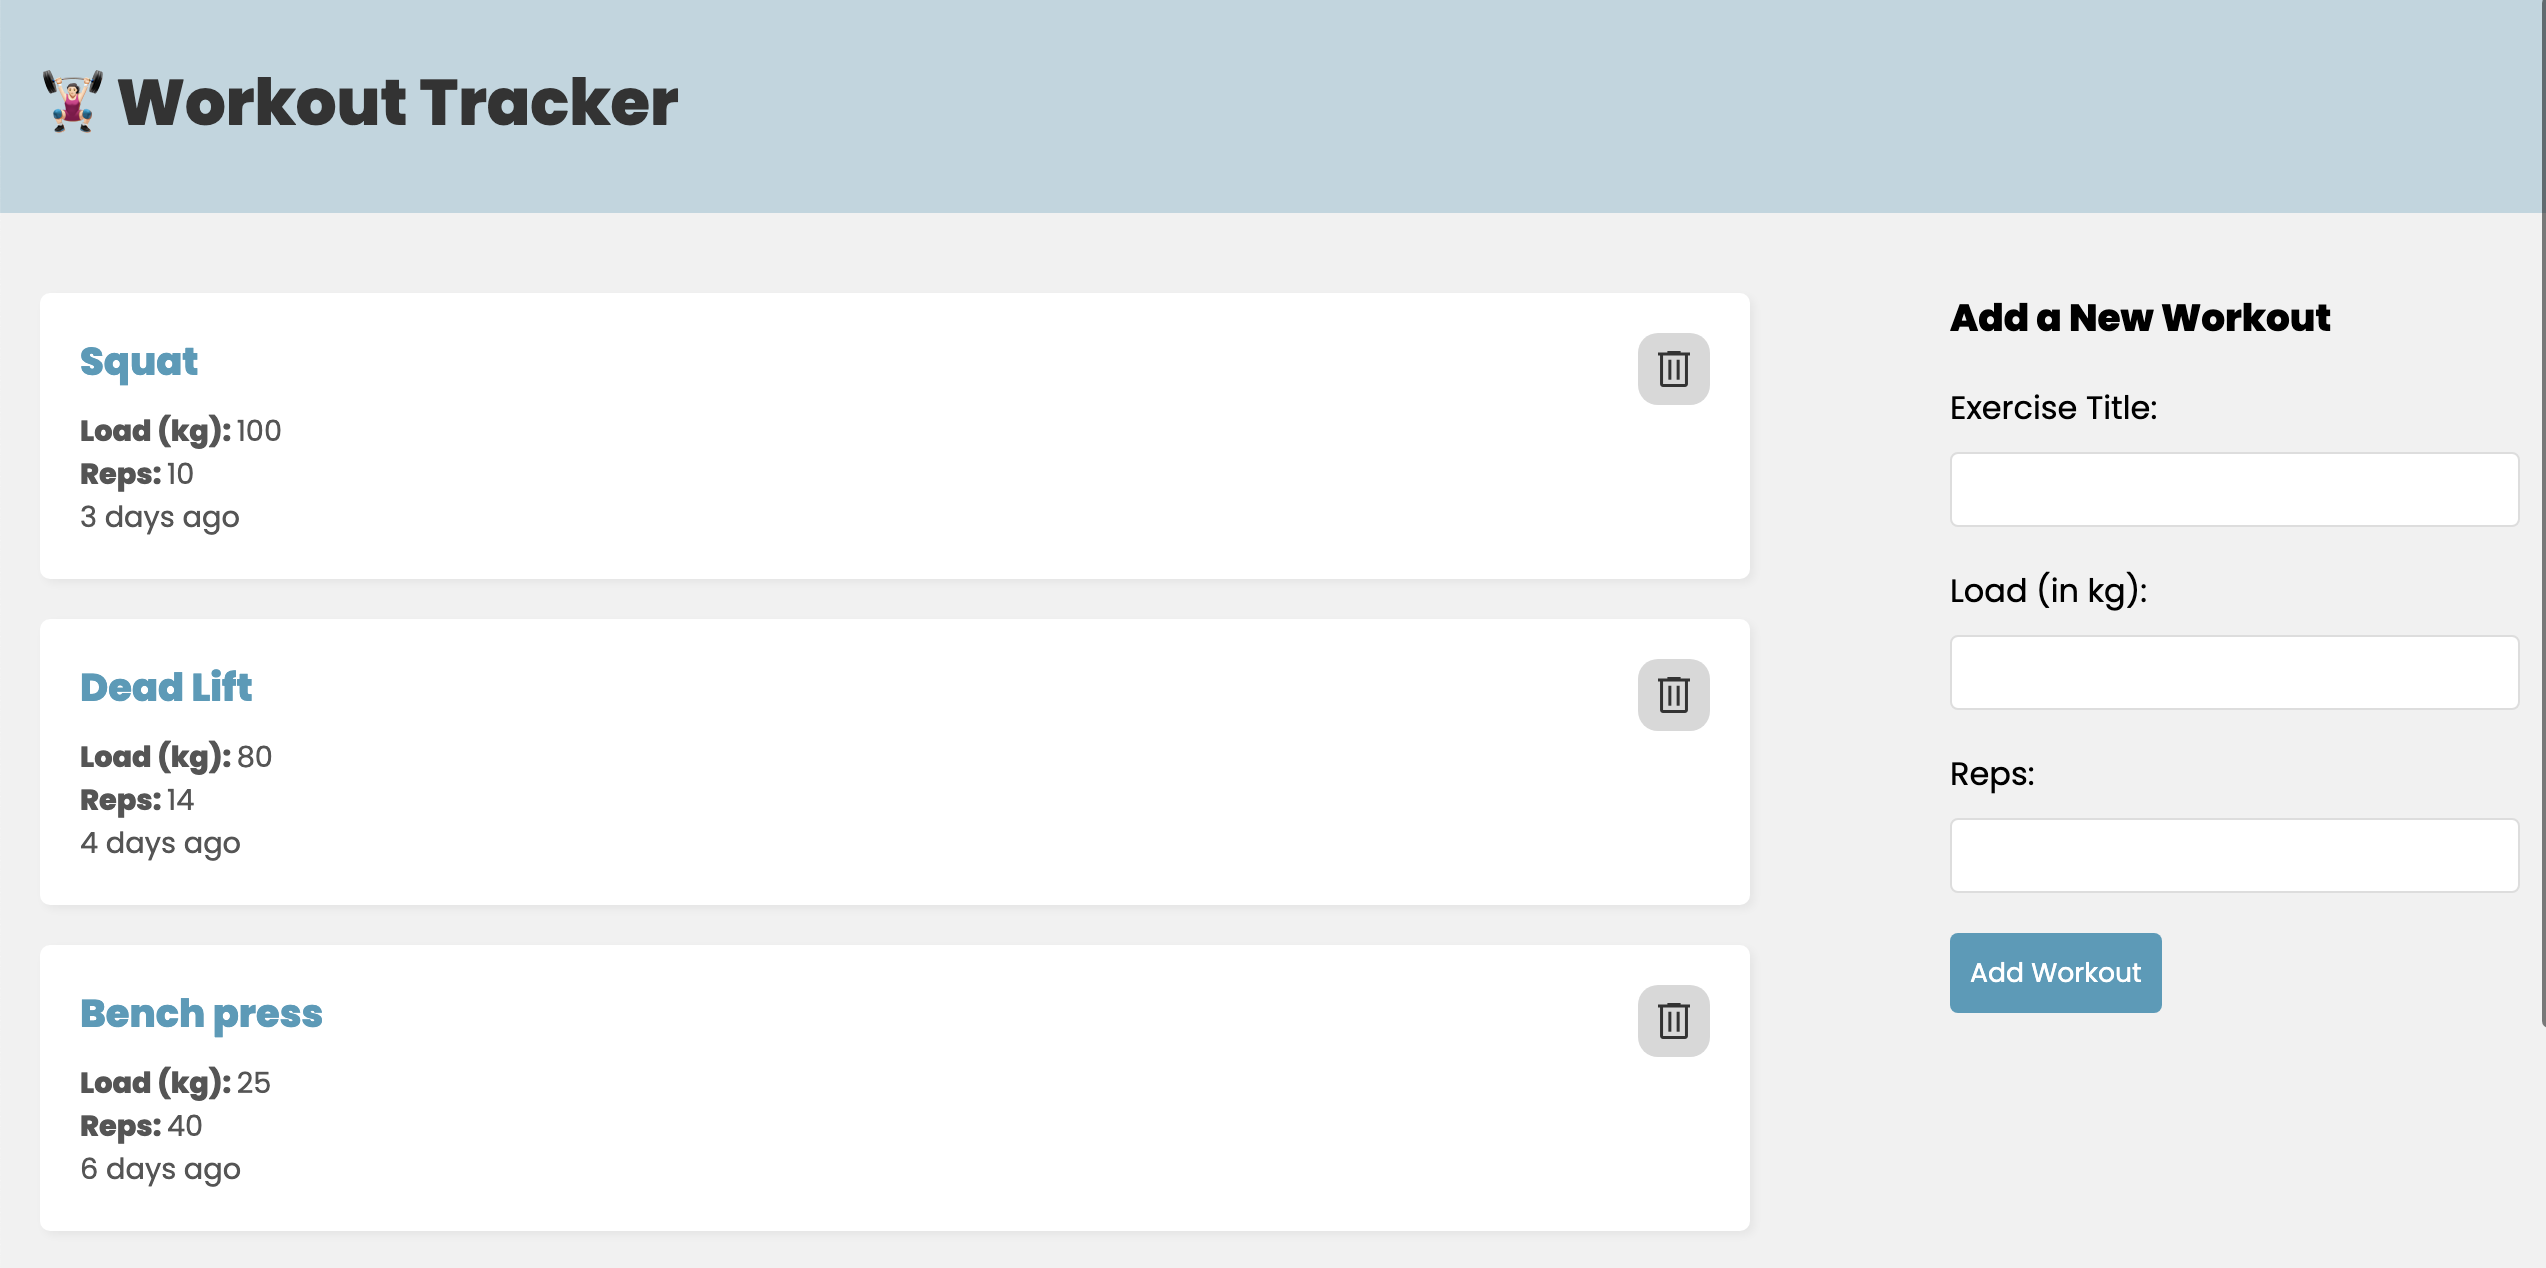 Workout Tracker
Squat
Load (kg): 100
Reps: 10
3 days ago
Dead Lift
Load (kg): 80
Reps: 14
4 days ago
Bench press
Load (kg): 25
Reps: 40
6 days ago
Add a New Workout
Exercise Title:
Load (in kg):
Reps:
Add Workout